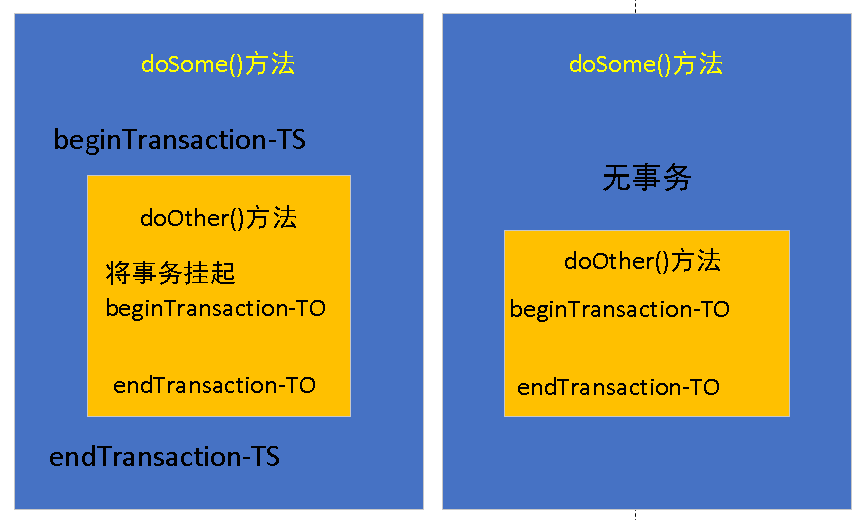 doSome()方法
beginTransaction-TS
doOther()方法
将事务挂起
beginTransaction-TO
endTransaction-TO
endTransaction-TS
doSome()方法
无事务
doOther()方法
beginTransaction-TO
endTransaction-TO